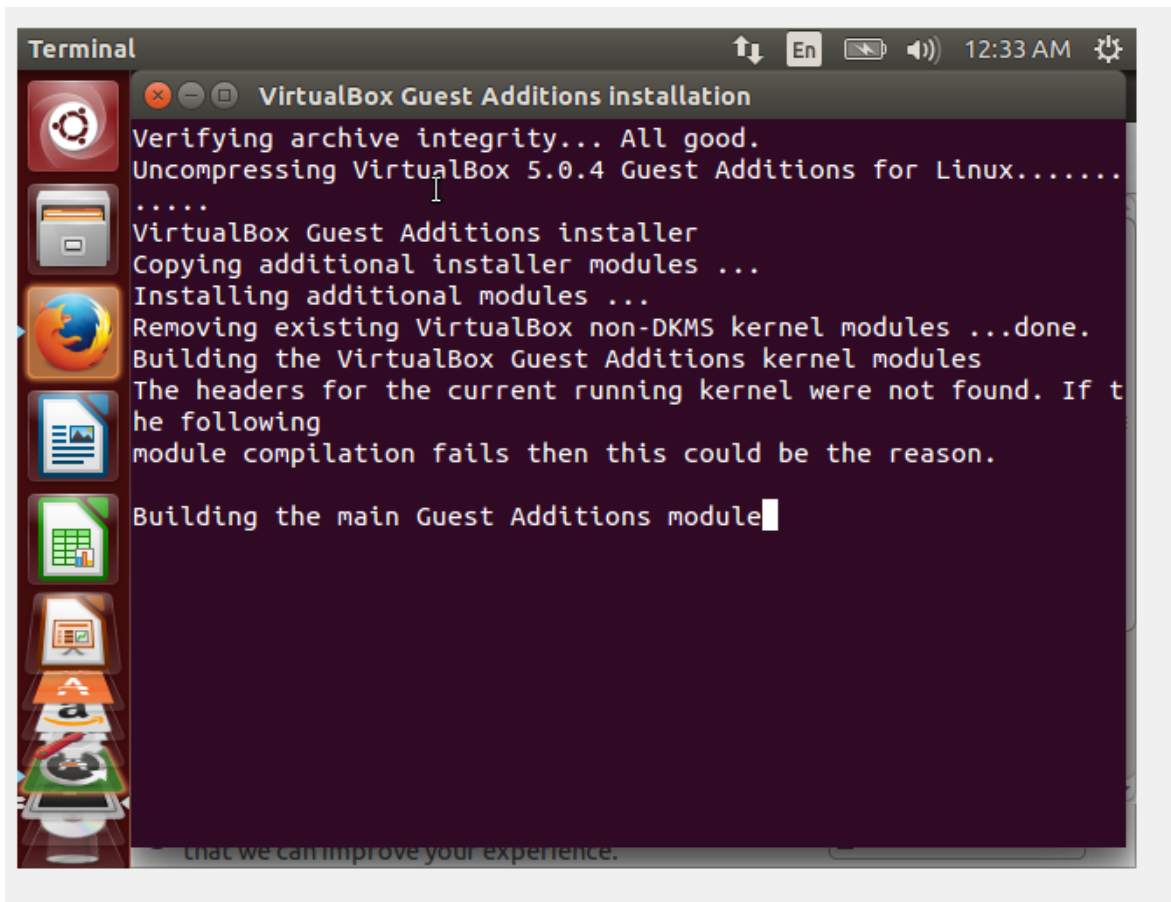 Terminal
En
12:33 AM
VirtualBox Guest Additions installation
Verifying archive integrity... All good.
Uncompressing VirtualBox 5.0.4 Guest Additions for Linux.......
.....
VirtualBox Guest Additions installer
Copying additional installer modules ...
Installing additional modules ...
Removing existing VirtualBox non-DKMS kernel modules ...done.
Building the VirtualBox Guest Additions kernel modules
The headers for the current running kernel were not found. If t
he following
module compilation fails then this could be the reason.
Building the main Guest Additions module
a
that we can improve your experience.